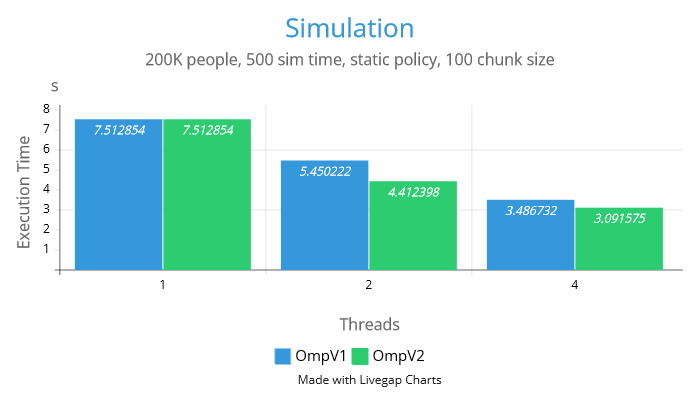 Simulation
200K people, 500 sim time, static policy, 100 chunk size
s
Execution Time
8
7
6
5
4
3
2
1
7.512854
7.512854
5.450222
4.412398
3.486732
3.091575
1 2 4
Threads
OmpV1 OmpV2
Made with Livegap Charts